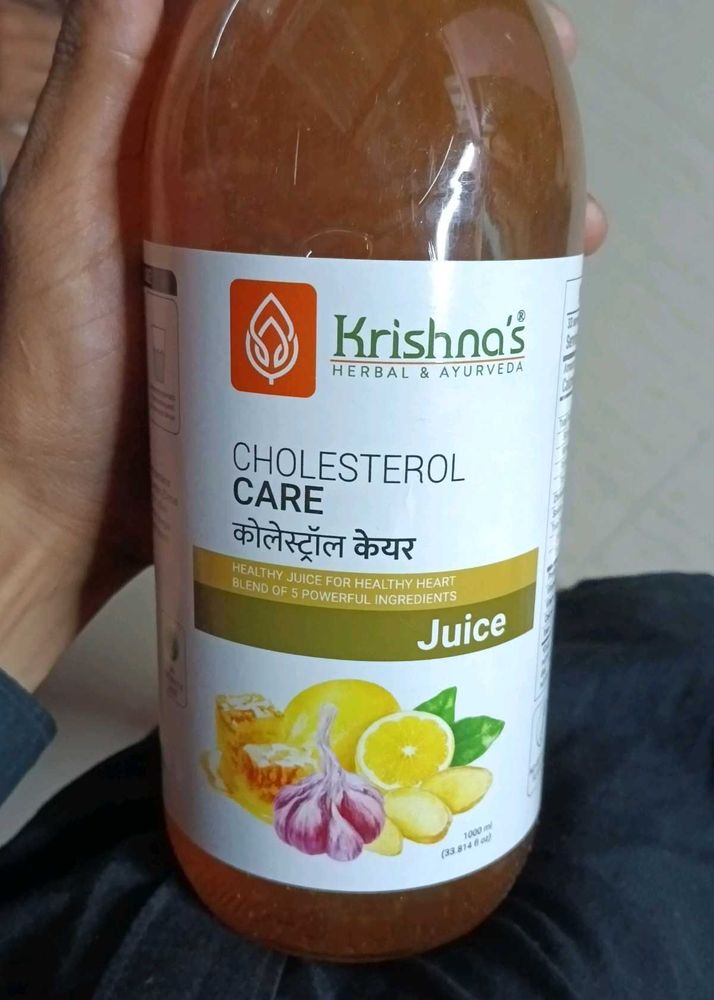 Krishna's®
HERBAL & AYURVEDA
CHOLESTEROL
CARE
कोलेस्ट्रॉल केयर
HEALTHY JUICE FOR HEALTHY HEART
BLEND OF 5 POWERFUL INGREDIENTS
Juice
1000 ml
(33.814 fl oz)